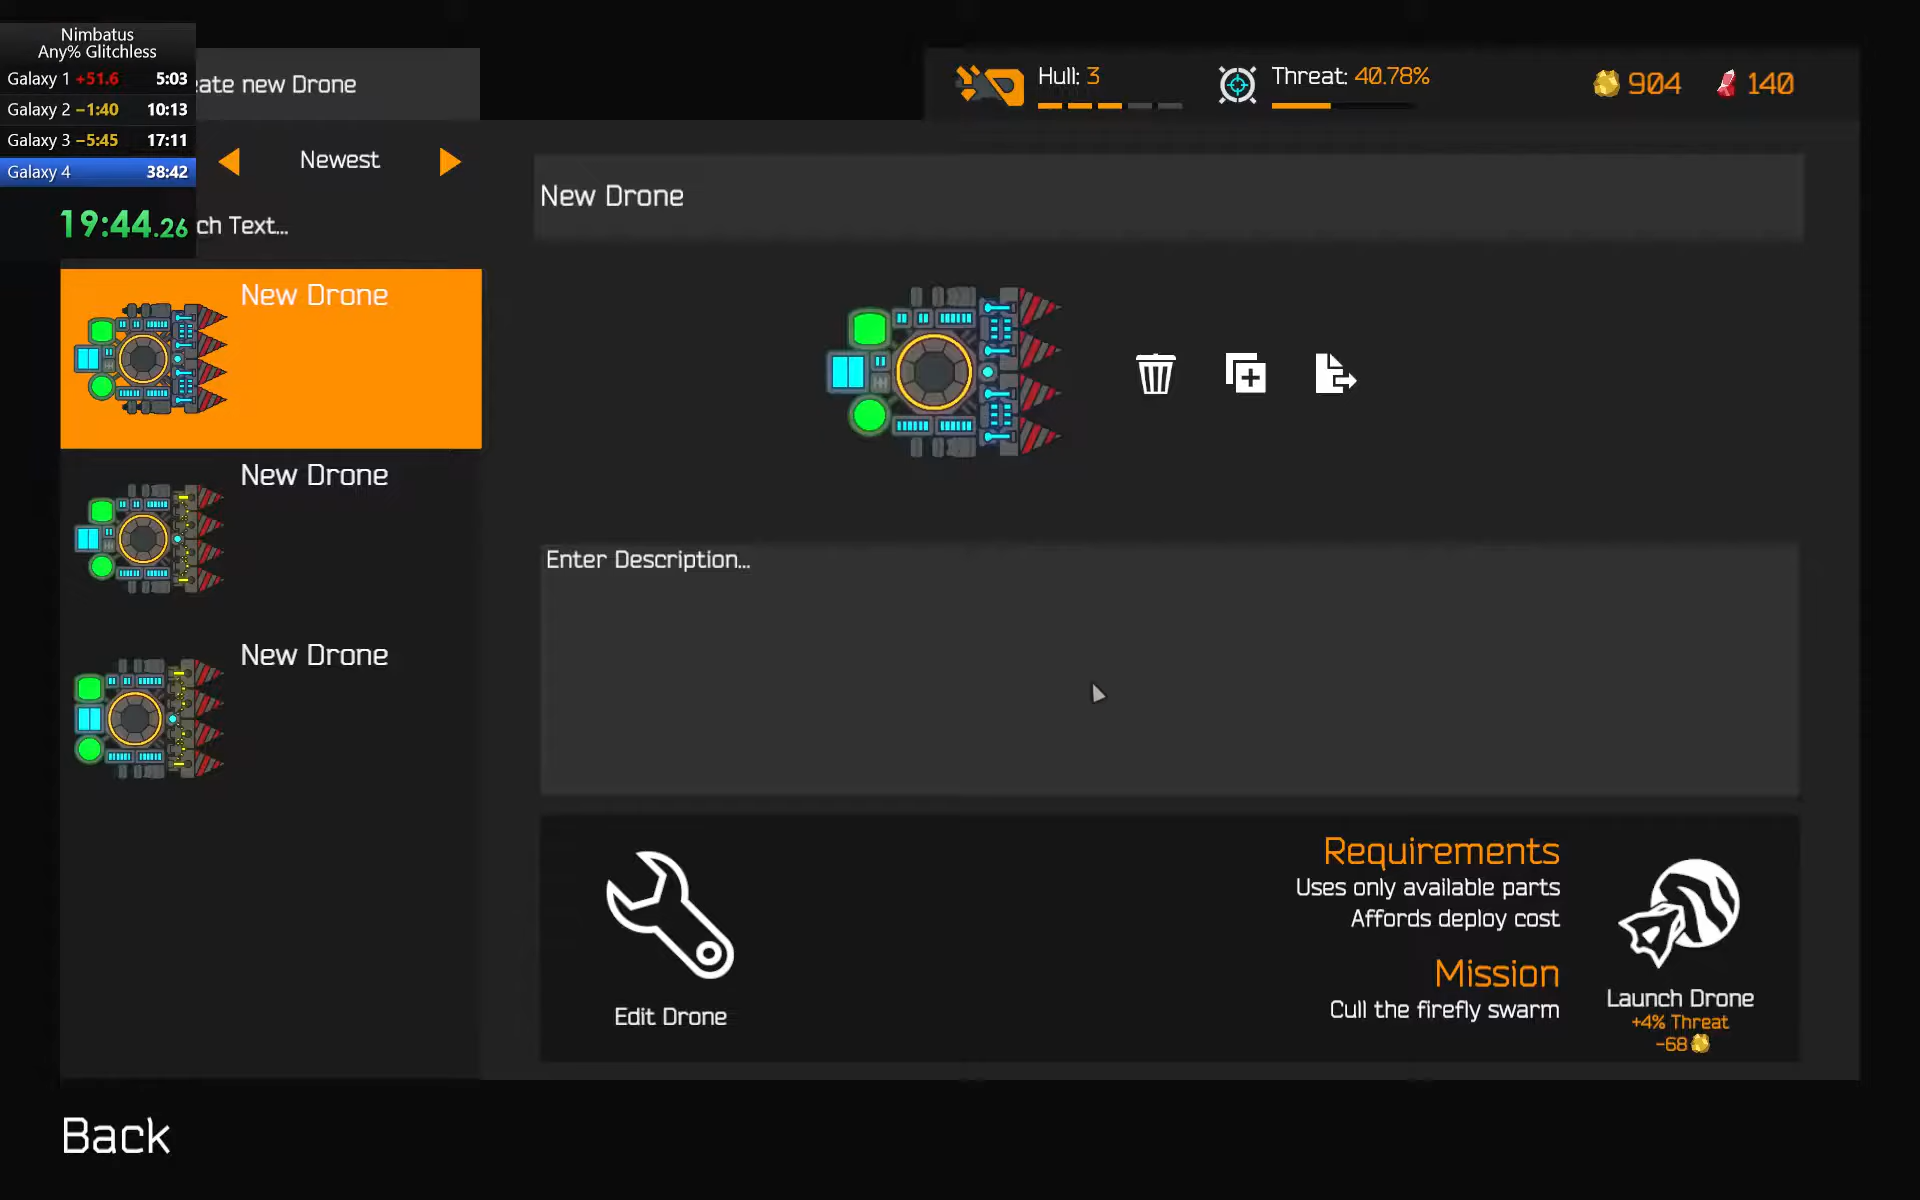 Nimbatus
Any% Glitchless
Galaxy 1 +51.6 5:03
Galaxy 2 −1:40 10:13
Galaxy 3 −5:45 17:11
Galaxy 4 38:42
19:44.26
eate new Drone
Newest
ch Text...
New Drone
New Drone
New Drone
Hull: 3
Threat: 40.78%
904
140
New Drone
Enter Description...
Edit Drone
Requirements
Uses only available parts
Affords deploy cost
Mission
Cull the firefly swarm
Launch Drone
+4% Threat
-68
Back